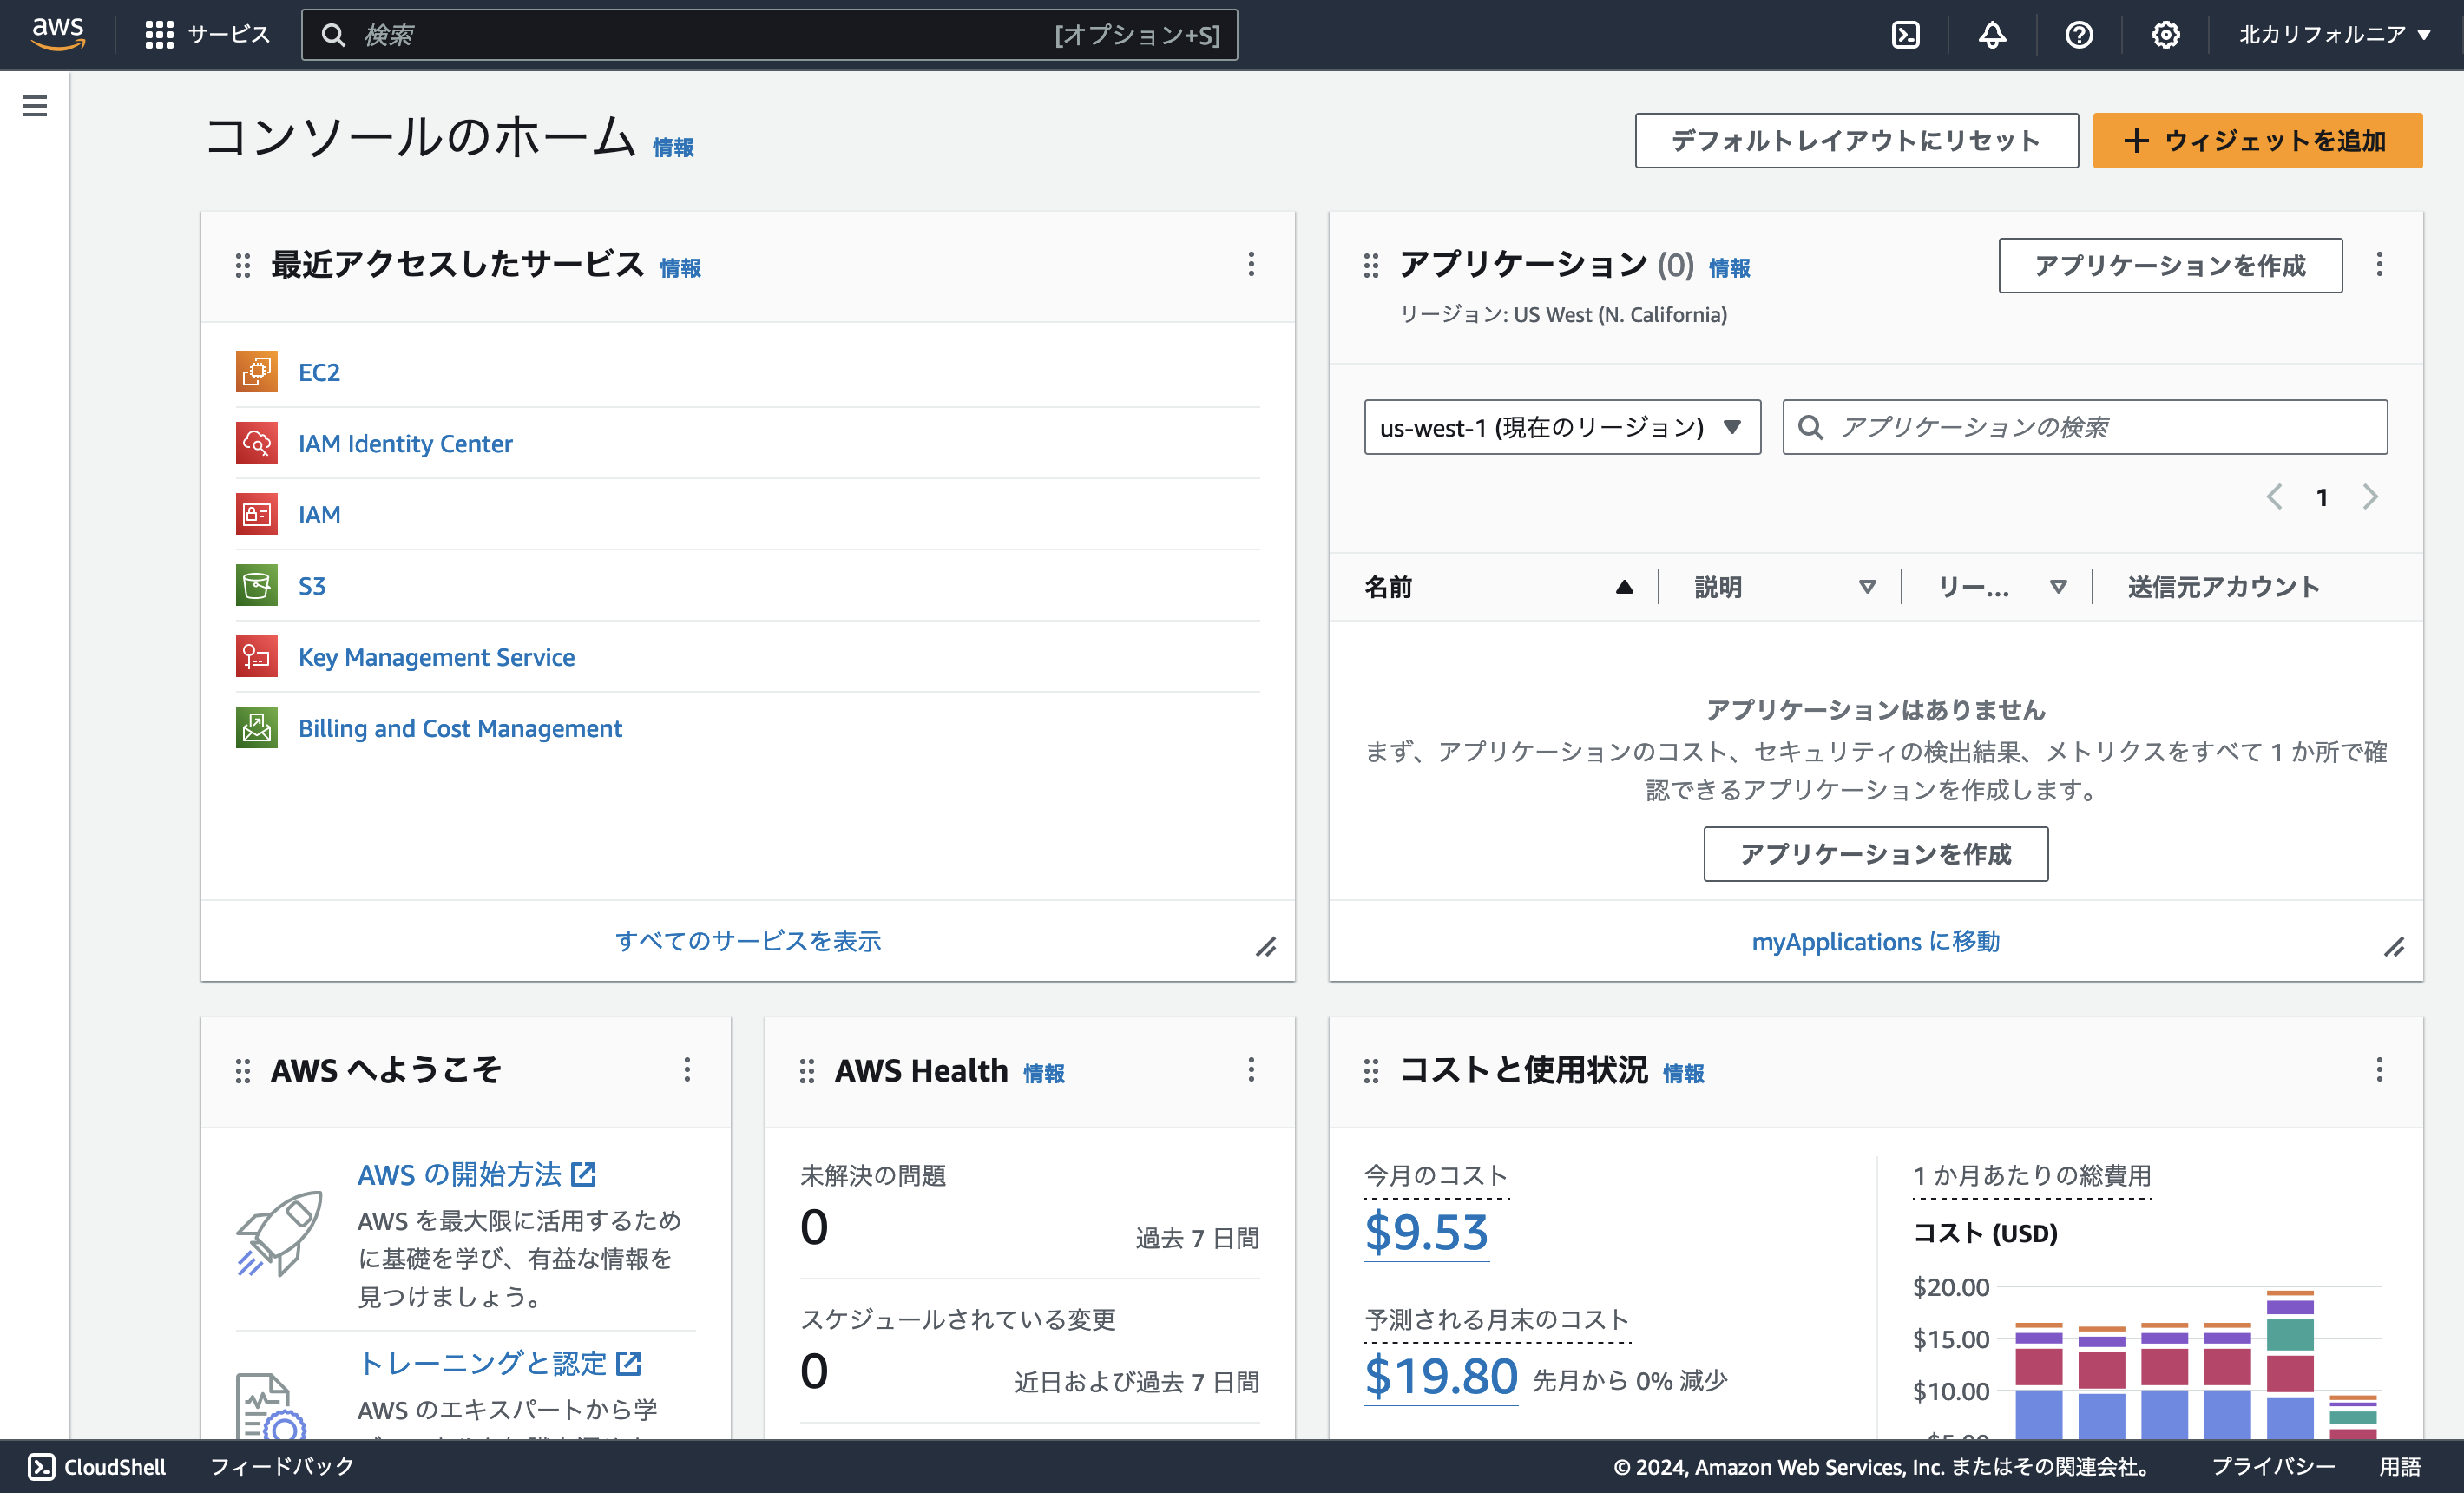 aws
サービス
検索
[オプション+S]
北カリフォルニア
コンソールのホーム 情報
デフォルトレイアウトにリセット
ウィジェットを追加
最近アクセスしたサービス 情報
EC2
IAM Identity Center
IAM
S3
Key Management Service
Billing and Cost Management
すべてのサービスを表示
アプリケーション (0) 情報
アプリケーションを作成
リージョン: US West (N. California)
us-west-1 (現在のリージョン)
アプリケーションの検索
1
名前
説明
リー...
送信元アカウント
アプリケーションはありません
まず、アプリケーションのコスト、セキュリティの検出結果、メトリクスをすべて 1 か所で確
認できるアプリケーションを作成します。
アプリケーションを作成
myApplications に移動
AWS へようこそ
AWS の開始方法
AWS を最大限に活用するため
に基礎を学び、有益な情報を
見つけましょう。
トレーニングと認定
AWS のエキスパートから学
AWS Health 情報
未解決の問題
0
過去 7 日間
スケジュールされている変更
0
近日および過去 7 日間
コストと使用状況 情報
今月のコスト
$9.53
予測される月末のコスト
$19.80 先月から 0% 減少
1 か月あたりの総費用
コスト (USD)
$20.00
$15.00
$10.00
CloudShell
フィードバック
© 2024, Amazon Web Services, Inc. またはその関連会社。
プライバシー
用語